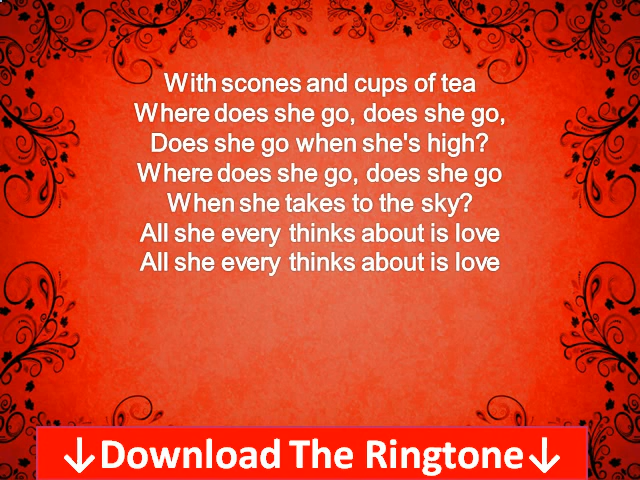 With scones and cups of tea
Where does she go, does she go,
Does she go when she's high?
Where does she go, does she go
When she takes to the sky?
All she every thinks about is love
All she every thinks about is love
↓Download The Ringtone↓